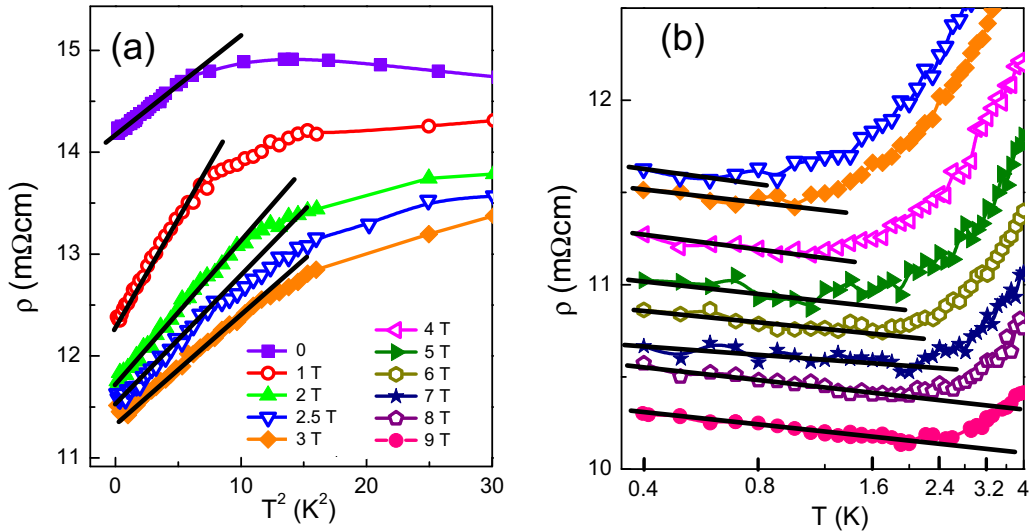 (a)
15
14
13
12
11
ρ (mΩcm)
0
1 T
2 T
2.5 T
3 T
4 T
5 T
6 T
7 T
8 T
9 T
0 10 20 30
T² (K²)
(b)
12
11
10
ρ (mΩcm)
0.4 0.8 1.6 2.4 3.2 4
T (K)